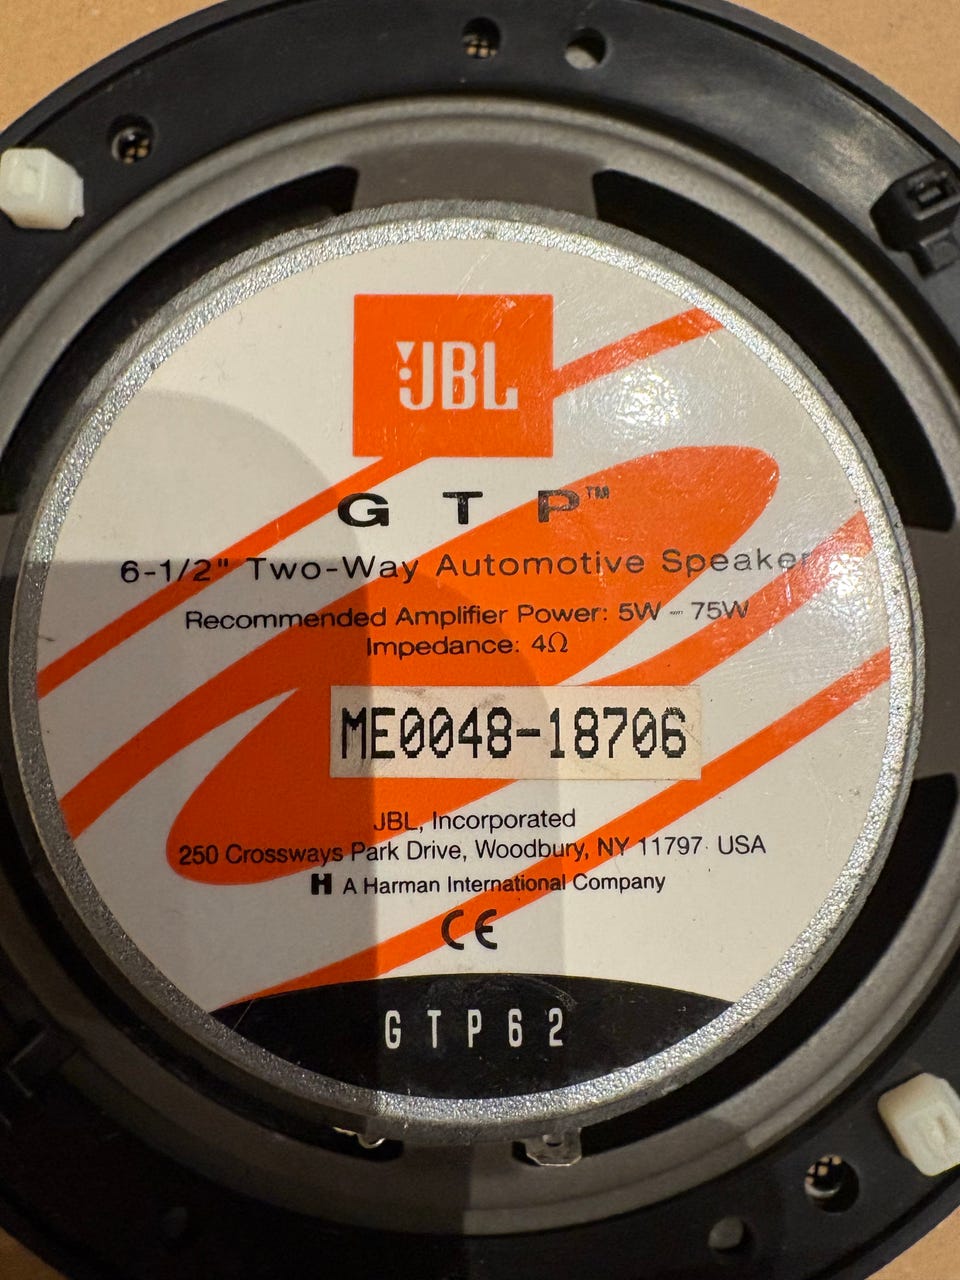 JBL
GTP™
6-1/2" Two-Way Automotive Speaker
Recommended Amplifier Power: 5W - 75W
Impedance: 4Ω
ME0048-18706
JBL, Incorporated
250 Crossways Park Drive, Woodbury, NY 11797 USA
H A Harman International Company
CE
GTP62